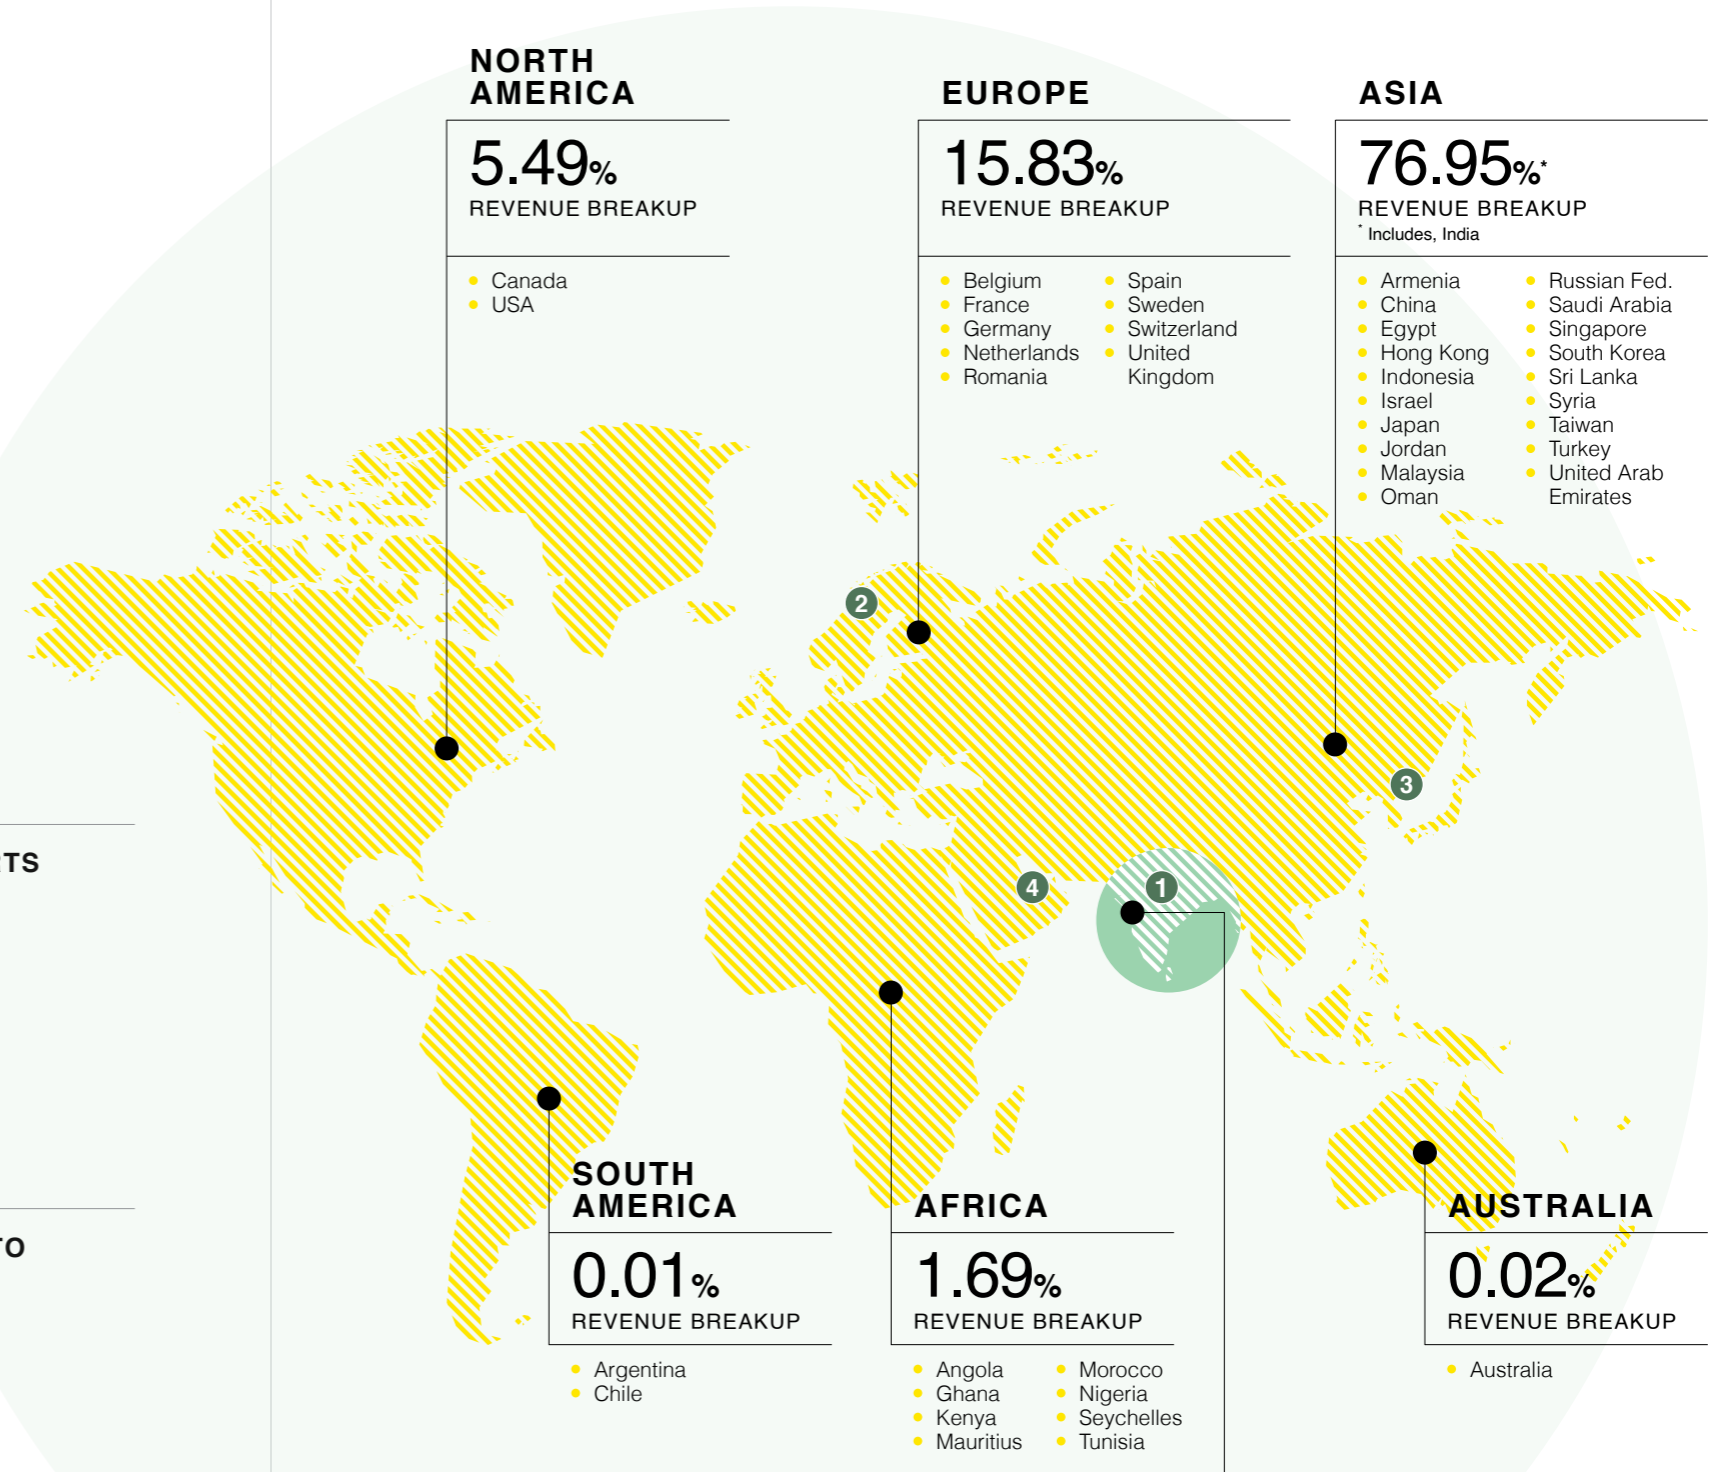 NORTH
AMERICA
5.49%
REVENUE BREAKUP
Canada
USA
EUROPE
15.83%
REVENUE BREAKUP
Belgium
France
Germany
Netherlands
Romania
Spain
Sweden
Switzerland
United
Kingdom
ASIA
76.95%*
REVENUE BREAKUP
* Includes, India
Armenia
China
Egypt
Hong Kong
Indonesia
Israel
Japan
Jordan
Malaysia
Oman
Russian Fed.
Saudi Arabia
Singapore
South Korea
Sri Lanka
Syria
Taiwan
Turkey
United Arab
Emirates
2
3
4
1
RTS
TO
SOUTH
AMERICA
0.01%
REVENUE BREAKUP
Argentina
Chile
AFRICA
1.69%
REVENUE BREAKUP
Angola
Ghana
Kenya
Mauritius
Morocco
Nigeria
Seychelles
Tunisia
AUSTRALIA
0.02%
REVENUE BREAKUP
Australia